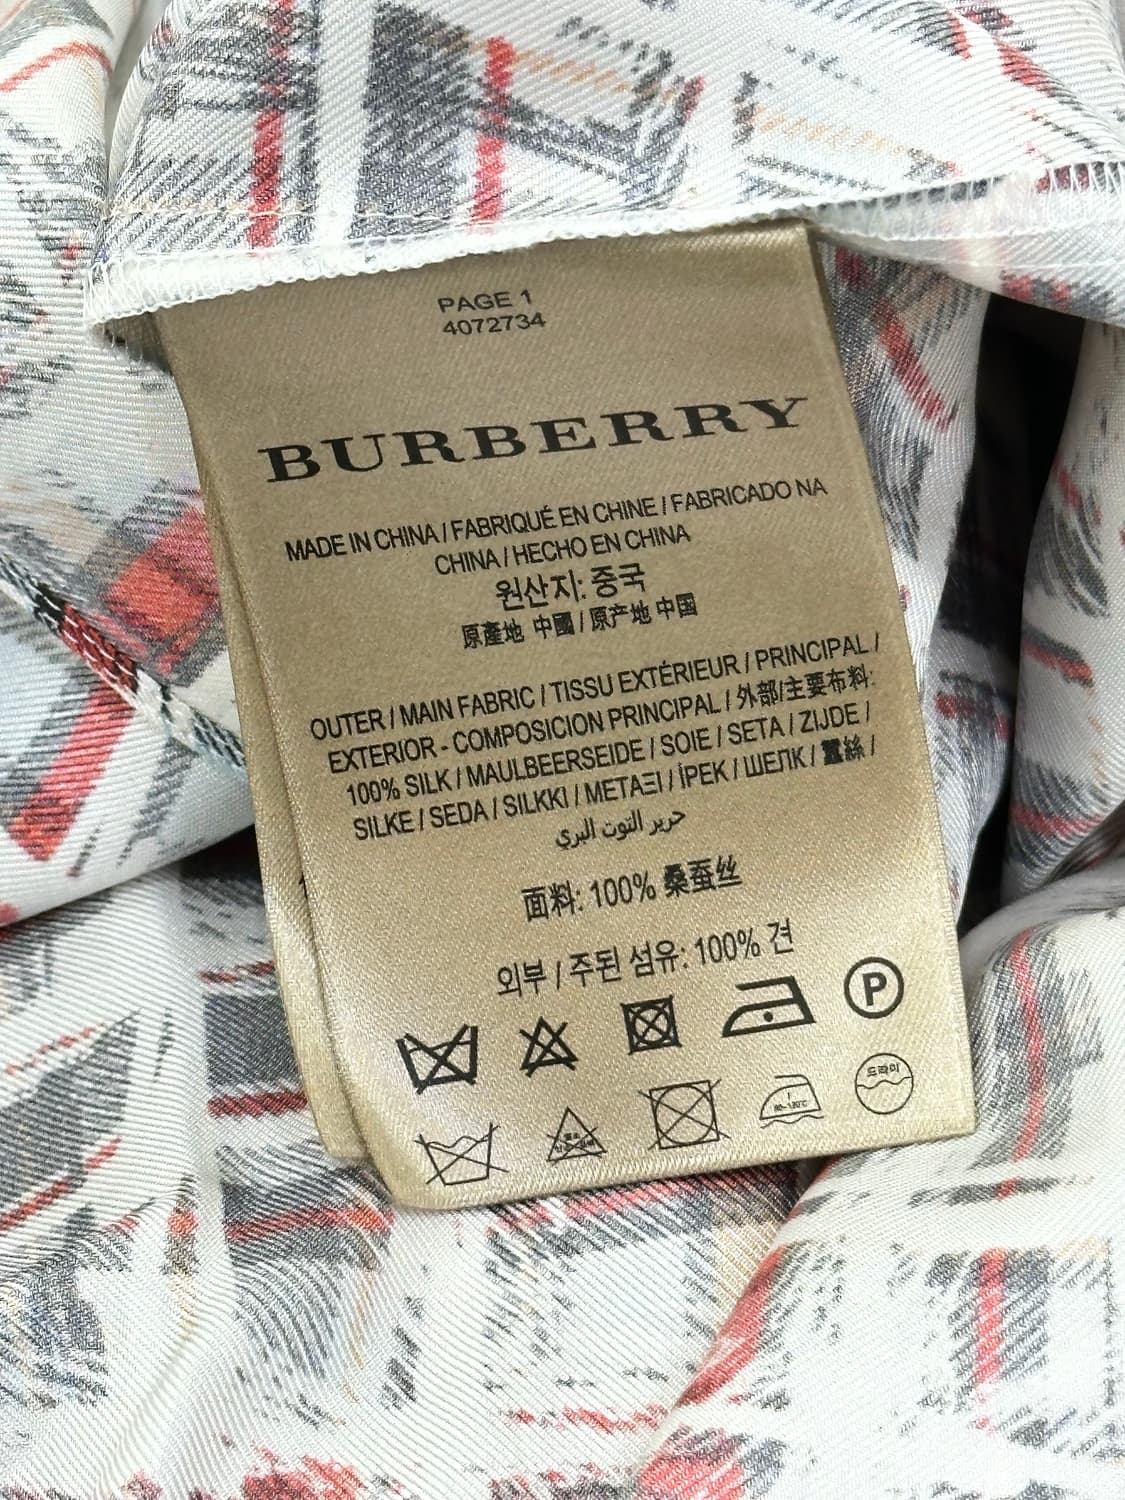 PAGE 1
4072734
BURBERRY
MADE IN CHINA / FABRIQUÉ EN CHINE / FABRICADO NA
CHINA / HECHO EN CHINA
원산지: 중국
原產地 中國 / 原产地 中国
OUTER / MAIN FABRIC / TISSU EXTÉRIEUR / PRINCIPAL /
EXTERIOR - COMPOSICION PRINCIPAL / 外部/主要布料:
100% SILK / MAULBEERSEIDE / SOIE / SETA / ZIJDE /
SILKE / SEDA / SILKKI / ΜΕΤΑΞΙ / İPEK / ШЕЛК / 蠶絲 /
حرير التوت البري
面料: 100% 桑蚕丝
외부 / 주된 섬유: 100% 견
P
드라이